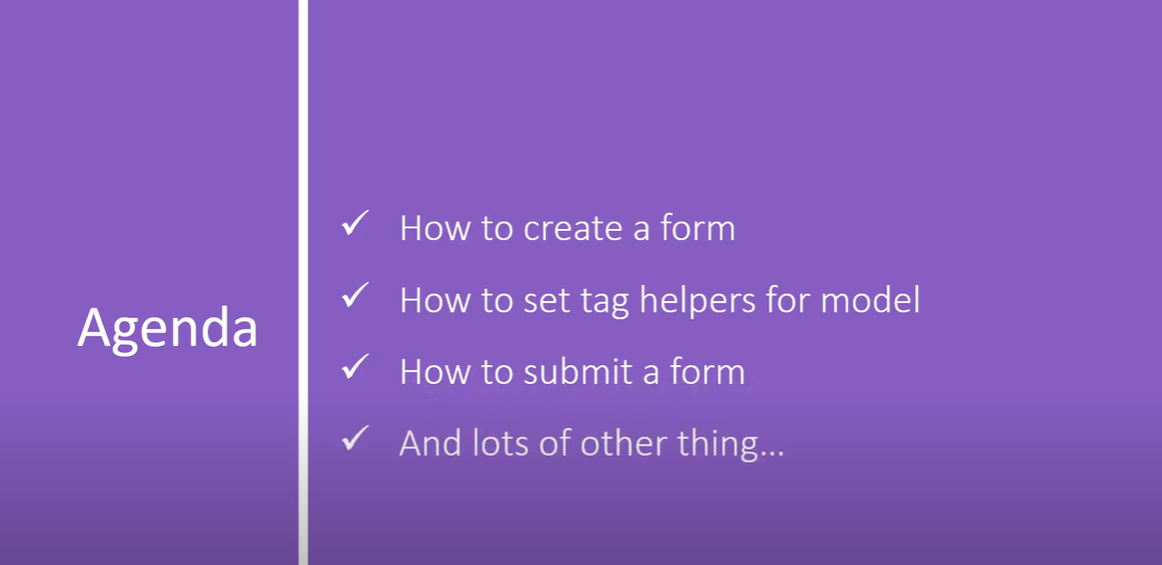 Agenda
How to create a form
How to set tag helpers for model
How to submit a form
And lots of other thing...